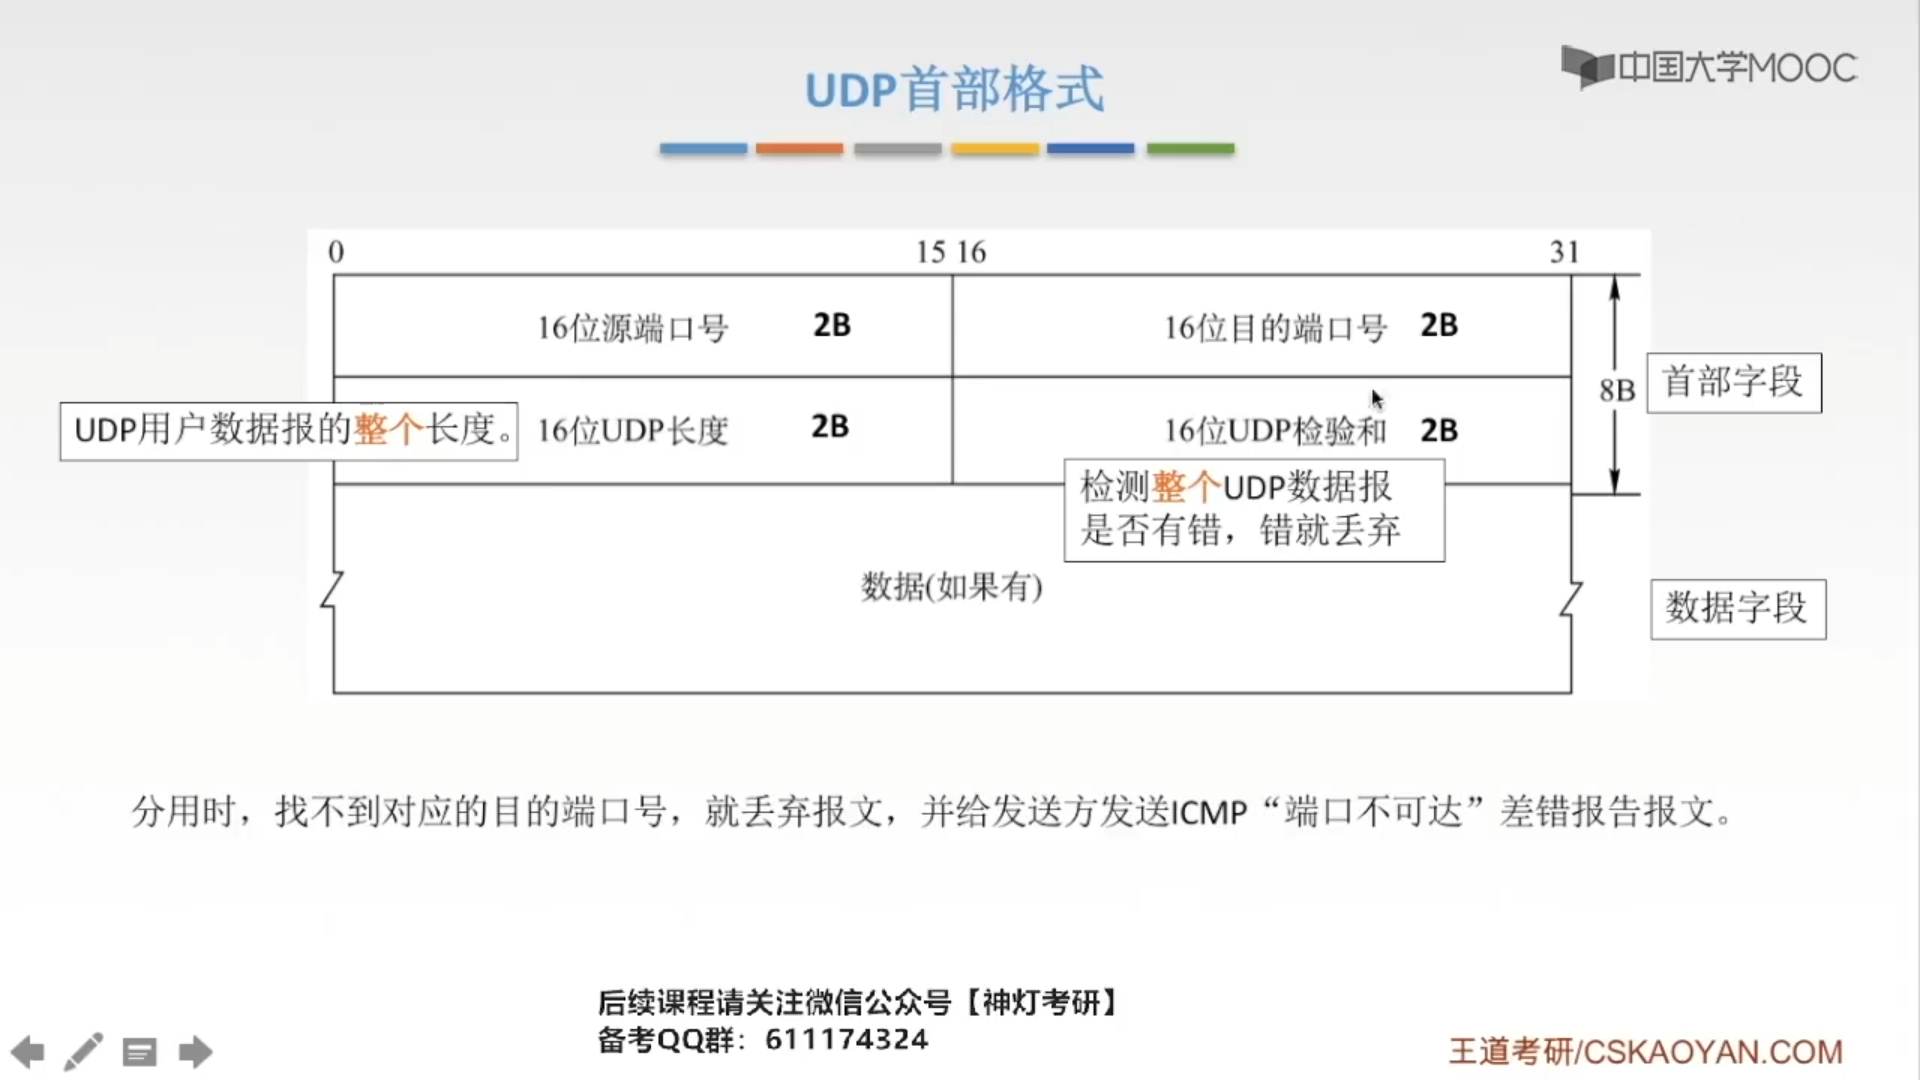 中国大学MOOC
UDP首部格式
0 15 16 31
16位源端口号 2B 16位目的端口号 2B
首部字段
8B
UDP用户数据报的整个长度。
16位UDP长度 2B 16位UDP检验和 2B
检测整个UDP数据报
是否有错，错就丢弃
数据(如果有)
数据字段
分用时，找不到对应的目的端口号，就丢弃报文，并给发送方发送ICMP“端口不可达”差错报告报文。
后续课程请关注微信公众号【神灯考研】
备考QQ群：611174324
王道考研/CSKAOYAN.COM